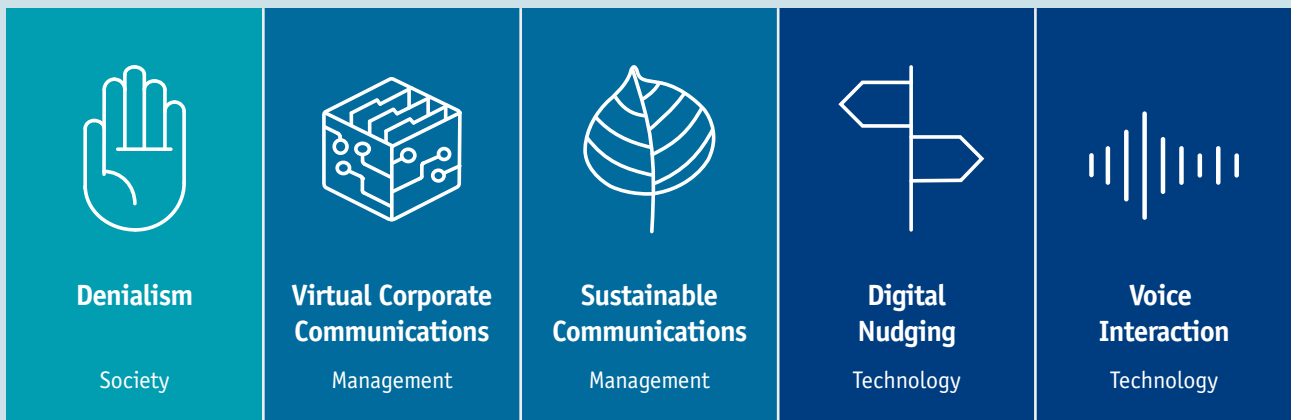 Denialism
Society
Virtual Corporate
Communications
Management
Sustainable
Communications
Management
Digital
Nudging
Technology
Voice
Interaction
Technology